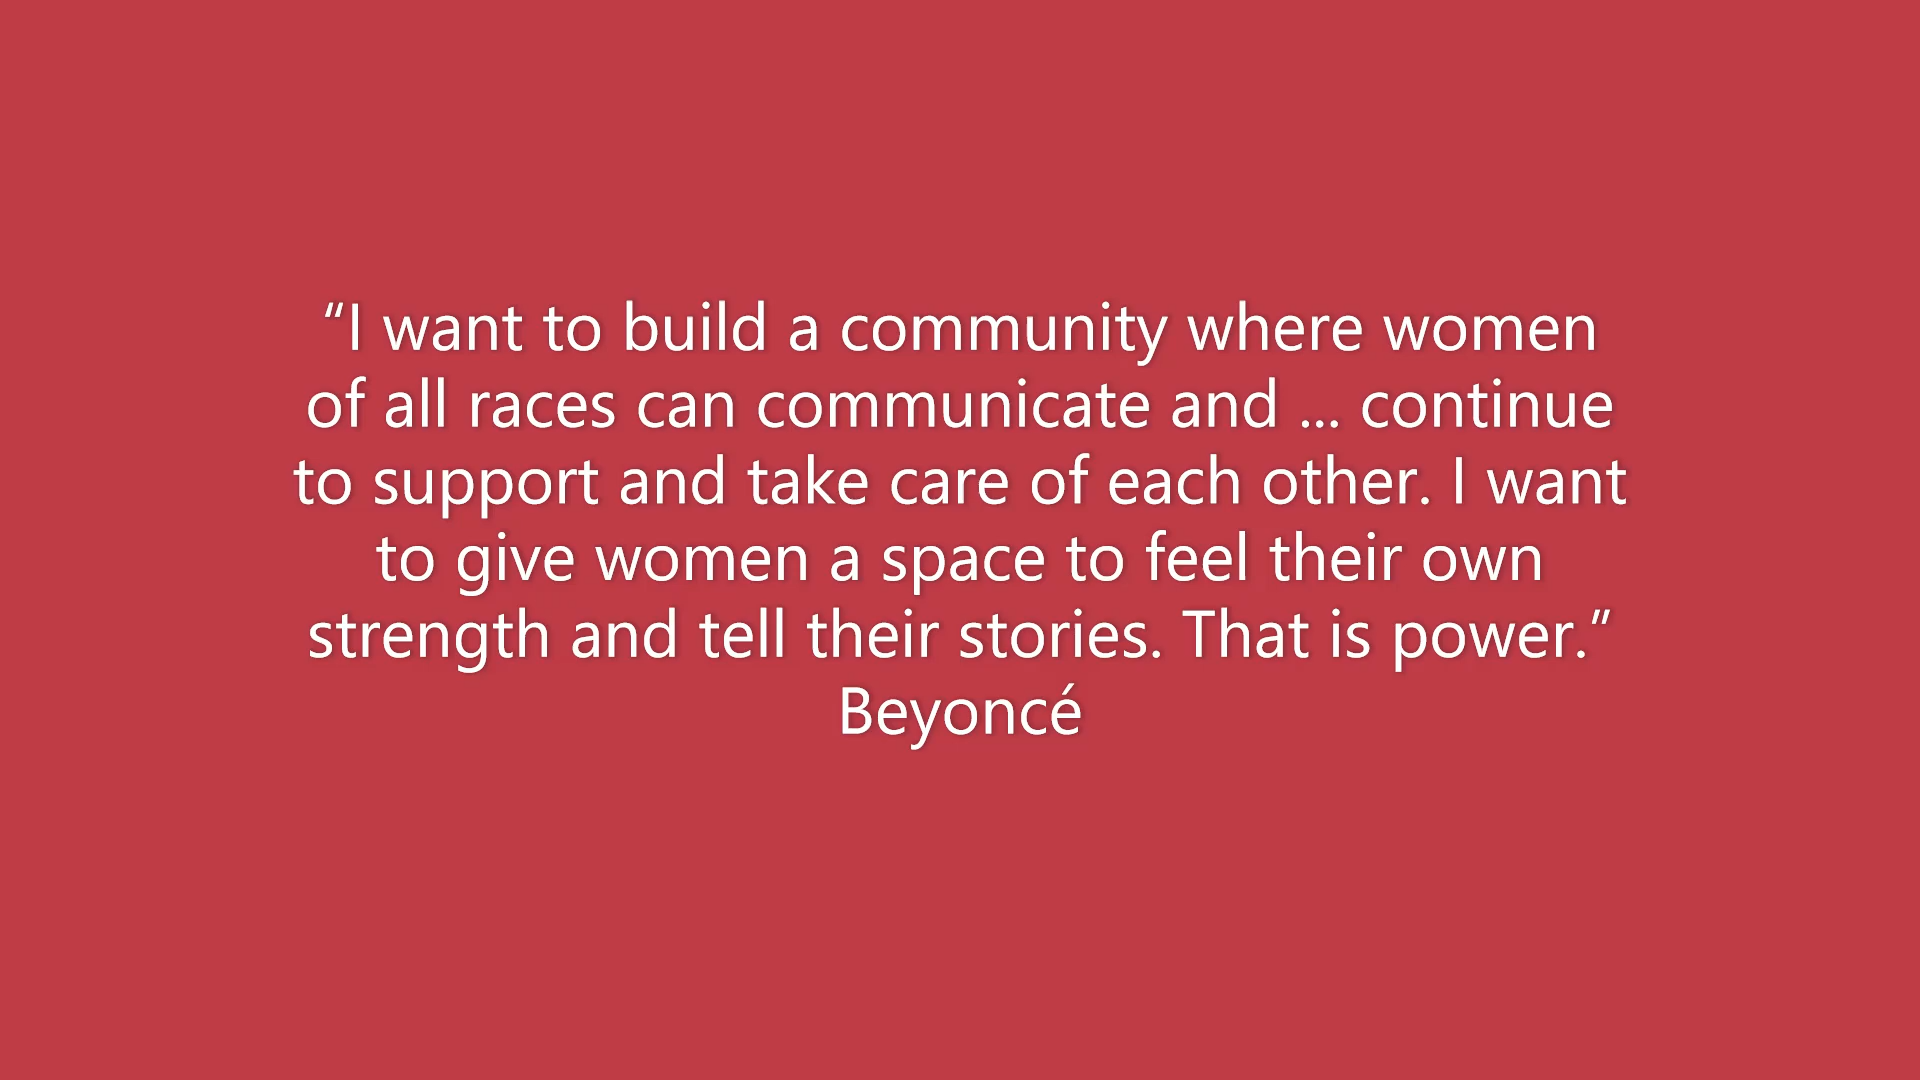 “I want to build a community where women
of all races can communicate and ... continue
to support and take care of each other. I want
to give women a space to feel their own
strength and tell their stories. That is power.”
Beyoncé